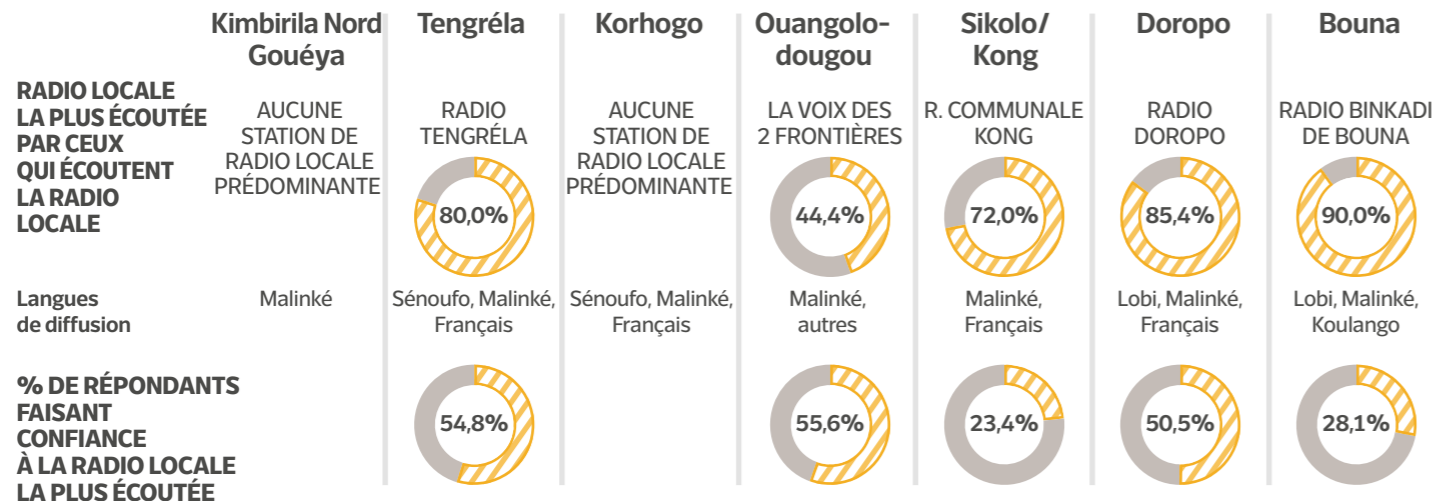 Kimbirila Nord
Gouéya
Tengréla
Korhogo
Ouangolo-
dougou
Sikolo/
Kong
Doropo
Bouna
RADIO LOCALE
LA PLUS ÉCOUTÉE
PAR CEUX
QUI ÉCOUTENT
LA RADIO
LOCALE
AUCUNE
STATION DE
RADIO LOCALE
PRÉDOMINANTE
RADIO
TENGRÉLA
80,0%
AUCUNE
STATION DE
RADIO LOCALE
PRÉDOMINANTE
LA VOIX DES
2 FRONTIÈRES
44,4%
R. COMMUNALE
KONG
72,0%
RADIO
DOROPO
85,4%
RADIO BINKADI
DE BOUNA
90,0%
Langues
de diffusion
Malinké
Sénoufo, Malinké,
Français
Sénoufo, Malinké,
Français
Malinké,
autres
Malinké,
Français
Lobi, Malinké,
Français
Lobi, Malinké,
Koulango
% DE RÉPONDANTS
FAISANT
CONFIANCE
À LA RADIO LOCALE
LA PLUS ÉCOUTÉE
54,8%
55,6%
23,4%
50,5%
28,1%